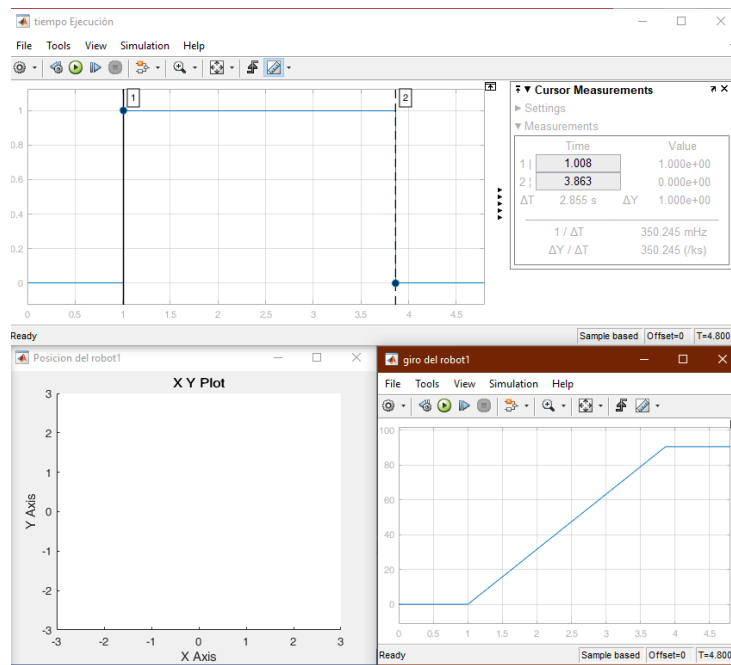 tiempo Ejecución
File Tools View Simulation Help
1 2
1
0.8
0.6
0.4
0.2
0
0 0.5 1 1.5 2 2.5 3 3.5 4 4.5
Cursor Measurements
Settings
Measurements
Time Value
1 | 1.008 1.000e+00
2 ¦ 3.863 0.000e+00
ΔT 2.855 s ΔY 1.000e+00
1 / ΔT 350.245 mHz
ΔY / ΔT 350.245 (/ks)
Ready Sample based Offset=0 T=4.800
Posicion del robot1
X Y Plot
3
2
1
0
-1
-2
-3
Y Axis
-3 -2 -1 0 1 2 3
X Axis
giro del robot1
File Tools View Simulation Help
100
80
60
40
20
0
0 0.5 1 1.5 2 2.5 3 3.5 4 4.5
Ready Sample based Offset=0 T=4.800